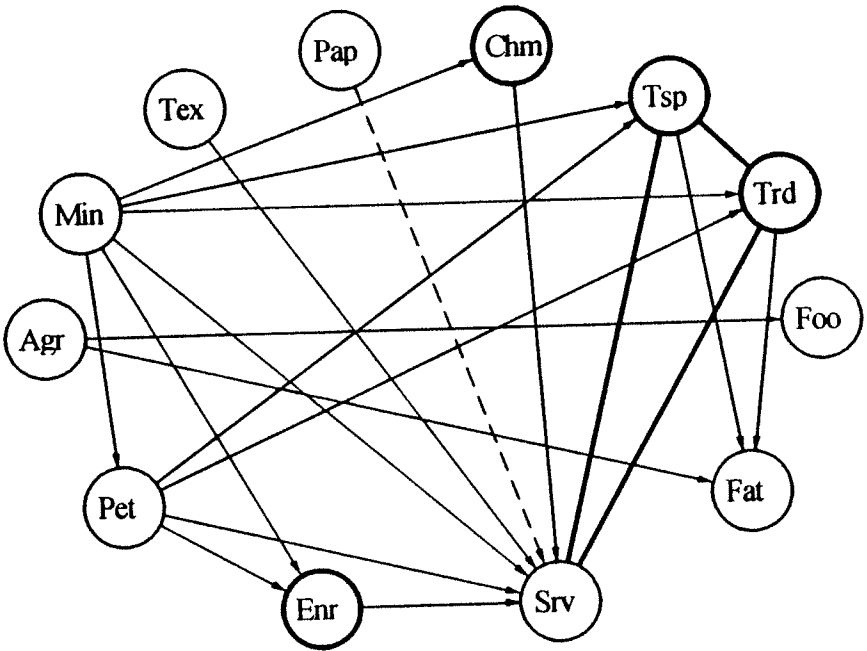 Pap
Chm
Tsp
Tex
Trd
Min
Foo
Agr
Fat
Pet
Enr
Srv